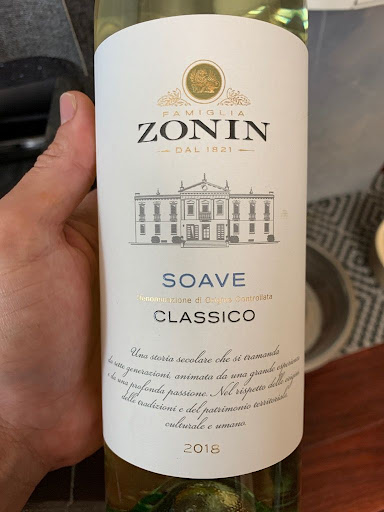 FAMIGLIA
ZONIN
DAL 1821
SOAVE
Denominazione di Origine Controllata
CLASSICO
Una storia secolare che si tramanda
da sette generazioni, animata da una grande esperienza
e da una profonda passione. Nel rispetto delle origini,
delle tradizioni e del patrimonio territoriale,
culturale e umano.
2018